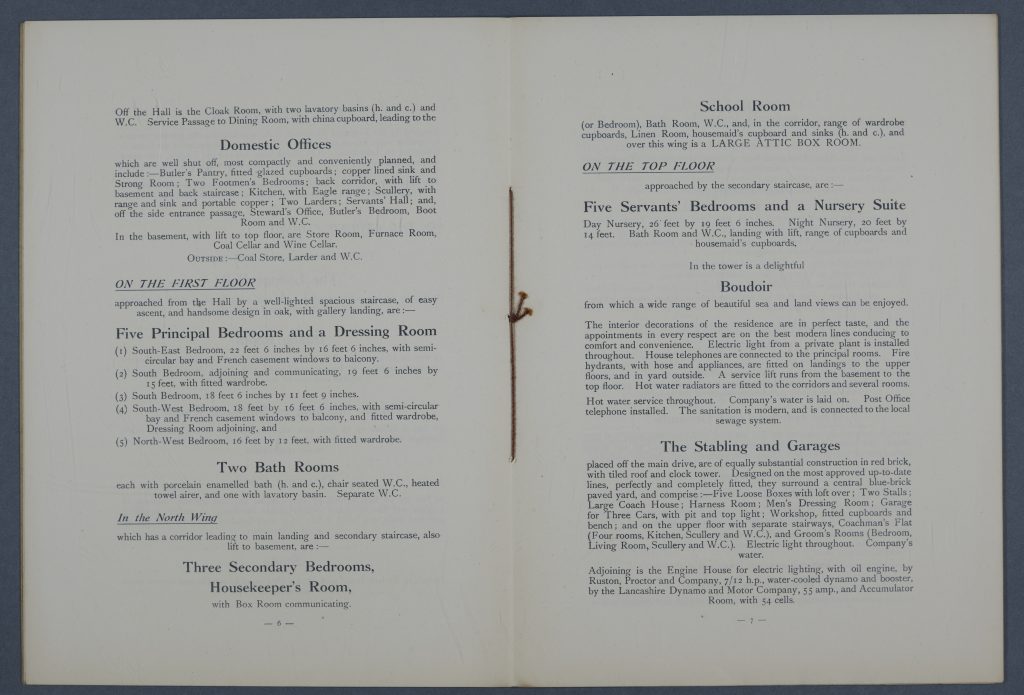 Off the Hall is the Cloak Room, with two lavatory basins (h. and c.) and
W.C. Service Passage to Dining Room, with china cupboard, leading to the
Domestic Offices
which are well shut off, most compactly and conveniently planned, and
include :—Butler's Pantry, fitted glazed cupboards; copper lined sink and
Strong Room; Two Footmen's Bedrooms; back corridor, with lift to
basement and back staircase; Kitchen, with Eagle range; Scullery, with
range and sink and portable copper; Two Larders; Servants' Hall; and,
off the side entrance passage, Steward's Office, Butler's Bedroom, Boot
Room and W.C.
In the basement, with lift to top floor, are Store Room, Furnace Room,
Coal Cellar and Wine Cellar.
OUTSIDE :—Coal Store, Larder and W.C.
ON THE FIRST FLOOR
approached from the Hall by a well-lighted spacious staircase, of easy
ascent, and handsome design in oak, with gallery landing, are :—
Five Principal Bedrooms and a Dressing Room
(1) South-East Bedroom, 22 feet 6 inches by 16 feet 6 inches, with semi-
circular bay and French casement windows to balcony.
(2) South Bedroom, adjoining and communicating, 19 feet 6 inches by
15 feet, with fitted wardrobe.
(3) South Bedroom, 18 feet 6 inches by 11 feet 9 inches.
(4) South-West Bedroom, 18 feet by 16 feet 6 inches, with semi-circular
bay and French casement windows to balcony, and fitted wardrobe,
Dressing Room adjoining, and
(5) North-West Bedroom, 16 feet by 12 feet, with fitted wardrobe.
Two Bath Rooms
each with porcelain enamelled bath (h. and c.), chair seated W.C., heated
towel airer, and one with lavatory basin. Separate W.C.
In the North Wing
which has a corridor leading to main landing and secondary staircase, also
lift to basement, are :—
Three Secondary Bedrooms,
Housekeeper's Room,
with Box Room communicating.
— 6 —
School Room
(or Bedroom), Bath Room, W.C., and, in the corridor, range of wardrobe
cupboards, Linen Room, housemaid's cupboard and sinks (h. and c.), and
over this wing is a LARGE ATTIC BOX ROOM.
ON THE TOP FLOOR
approached by the secondary staircase, are :—
Five Servants' Bedrooms and a Nursery Suite
Day Nursery, 26 feet by 19 feet 6 inches. Night Nursery, 20 feet by
14 feet. Bath Room and W.C., landing with lift, range of cupboards and
housemaid's cupboards,
In the tower is a delightful
Boudoir
from which a wide range of beautiful sea and land views can be enjoyed.
The interior decorations of the residence are in perfect taste, and the
appointments in every respect are on the best modern lines conducing to
comfort and convenience. Electric light from a private plant is installed
throughout. House telephones are connected to the principal rooms. Fire
hydrants, with hose and appliances, are fitted on landings to the upper
floors, and in yard outside. A service lift runs from the basement to the
top floor. Hot water radiators are fitted to the corridors and several rooms.
Hot water service throughout. Company's water is laid on. Post Office
telephone installed. The sanitation is modern, and is connected to the local
sewage system.
The Stabling and Garages
placed off the main drive, are of equally substantial construction in red brick,
with tiled roof and clock tower. Designed on the most approved up-to-date
lines, perfectly and completely fitted, they surround a central blue-brick
paved yard, and comprise :—Five Loose Boxes with loft over; Two Stalls;
Large Coach House; Harness Room; Men's Dressing Room; Garage
for Three Cars, with pit and top light; Workshop, fitted cupboards and
bench; and on the upper floor with separate stairways, Coachman's Flat
(Four rooms, Kitchen, Scullery and W.C.), and Groom's Rooms (Bedroom,
Living Room, Scullery and W.C.). Electric light throughout. Company's
water.
Adjoining is the Engine House for electric lighting, with oil engine, by
Ruston, Proctor and Company, 7/12 h.p., water-cooled dynamo and booster,
by the Lancashire Dynamo and Motor Company, 55 amp., and Accumulator
Room, with 54 cells.
— 7 —